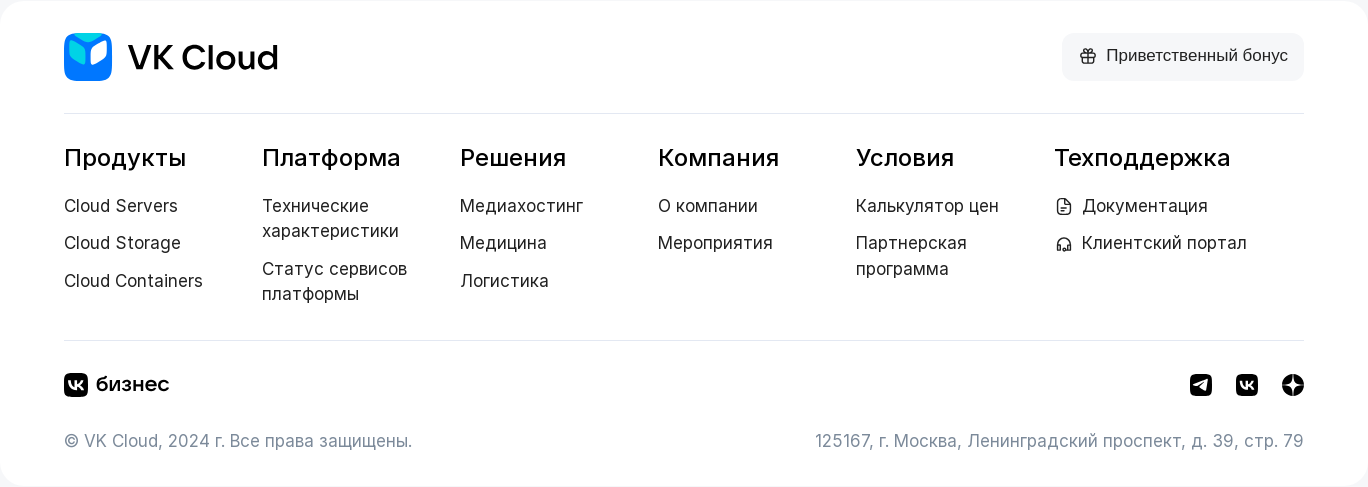 VK Cloud
Приветственный бонус
Продукты
Cloud Servers
Cloud Storage
Cloud Containers
Платформа
Технические
характеристики
Статус сервисов
платформы
Решения
Медиахостинг
Медицина
Логистика
Компания
О компании
Мероприятия
Условия
Калькулятор цен
Партнерская
программа
Техподдержка
Документация
Клиентский портал
бизнес
© VK Cloud, 2024 г. Все права защищены.
125167, г. Москва, Ленинградский проспект, д. 39, стр. 79